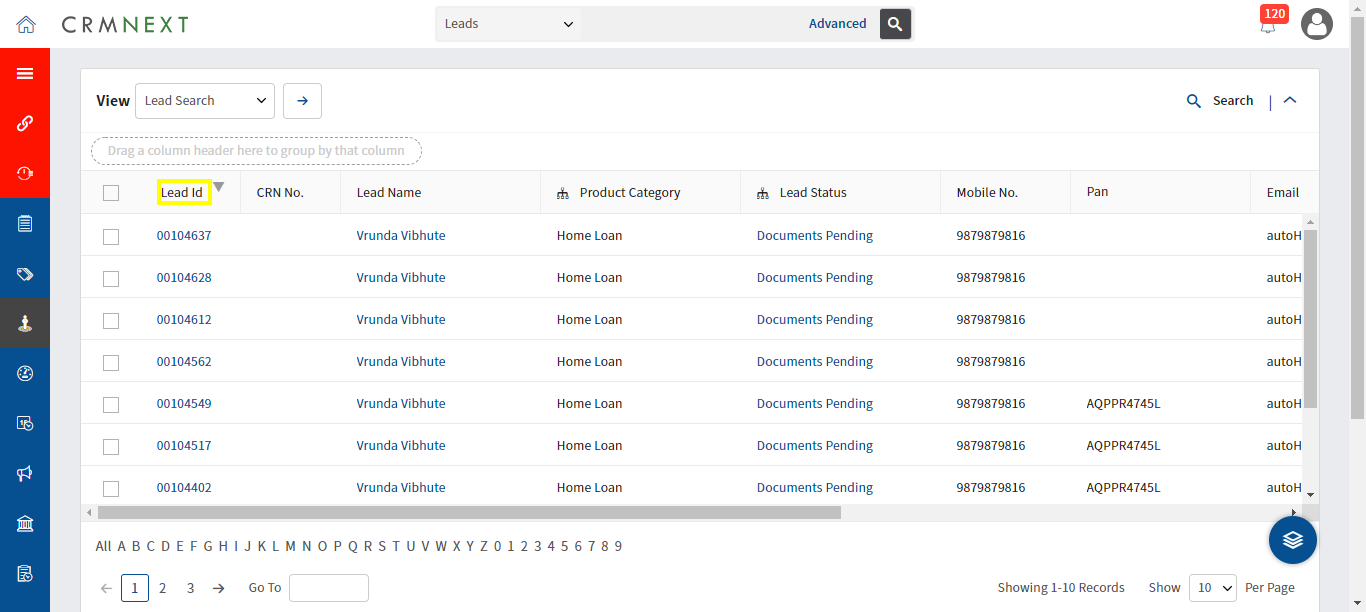 CRMNEXT Leads Advanced 120
View Lead Search Search
Drag a column header here to group by that column
Lead Id CRN No. Lead Name Product Category Lead Status Mobile No. Pan Email
00104637 Vrunda Vibhute Home Loan Documents Pending 9879879816 autoH
00104628 Vrunda Vibhute Home Loan Documents Pending 9879879816 autoH
00104612 Vrunda Vibhute Home Loan Documents Pending 9879879816 autoH
00104562 Vrunda Vibhute Home Loan Documents Pending 9879879816 autoH
00104549 Vrunda Vibhute Home Loan Documents Pending 9879879816 AQPPR4745L autoH
00104517 Vrunda Vibhute Home Loan Documents Pending 9879879816 AQPPR4745L autoH
00104402 Vrunda Vibhute Home Loan Documents Pending 9879879816 AQPPR4745L autoH
All A B C D E F G H I J K L M N O P Q R S T U V W X Y Z 0 1 2 3 4 5 6 7 8 9
1 2 3 Go To Showing 1-10 Records Show 10 Per Page